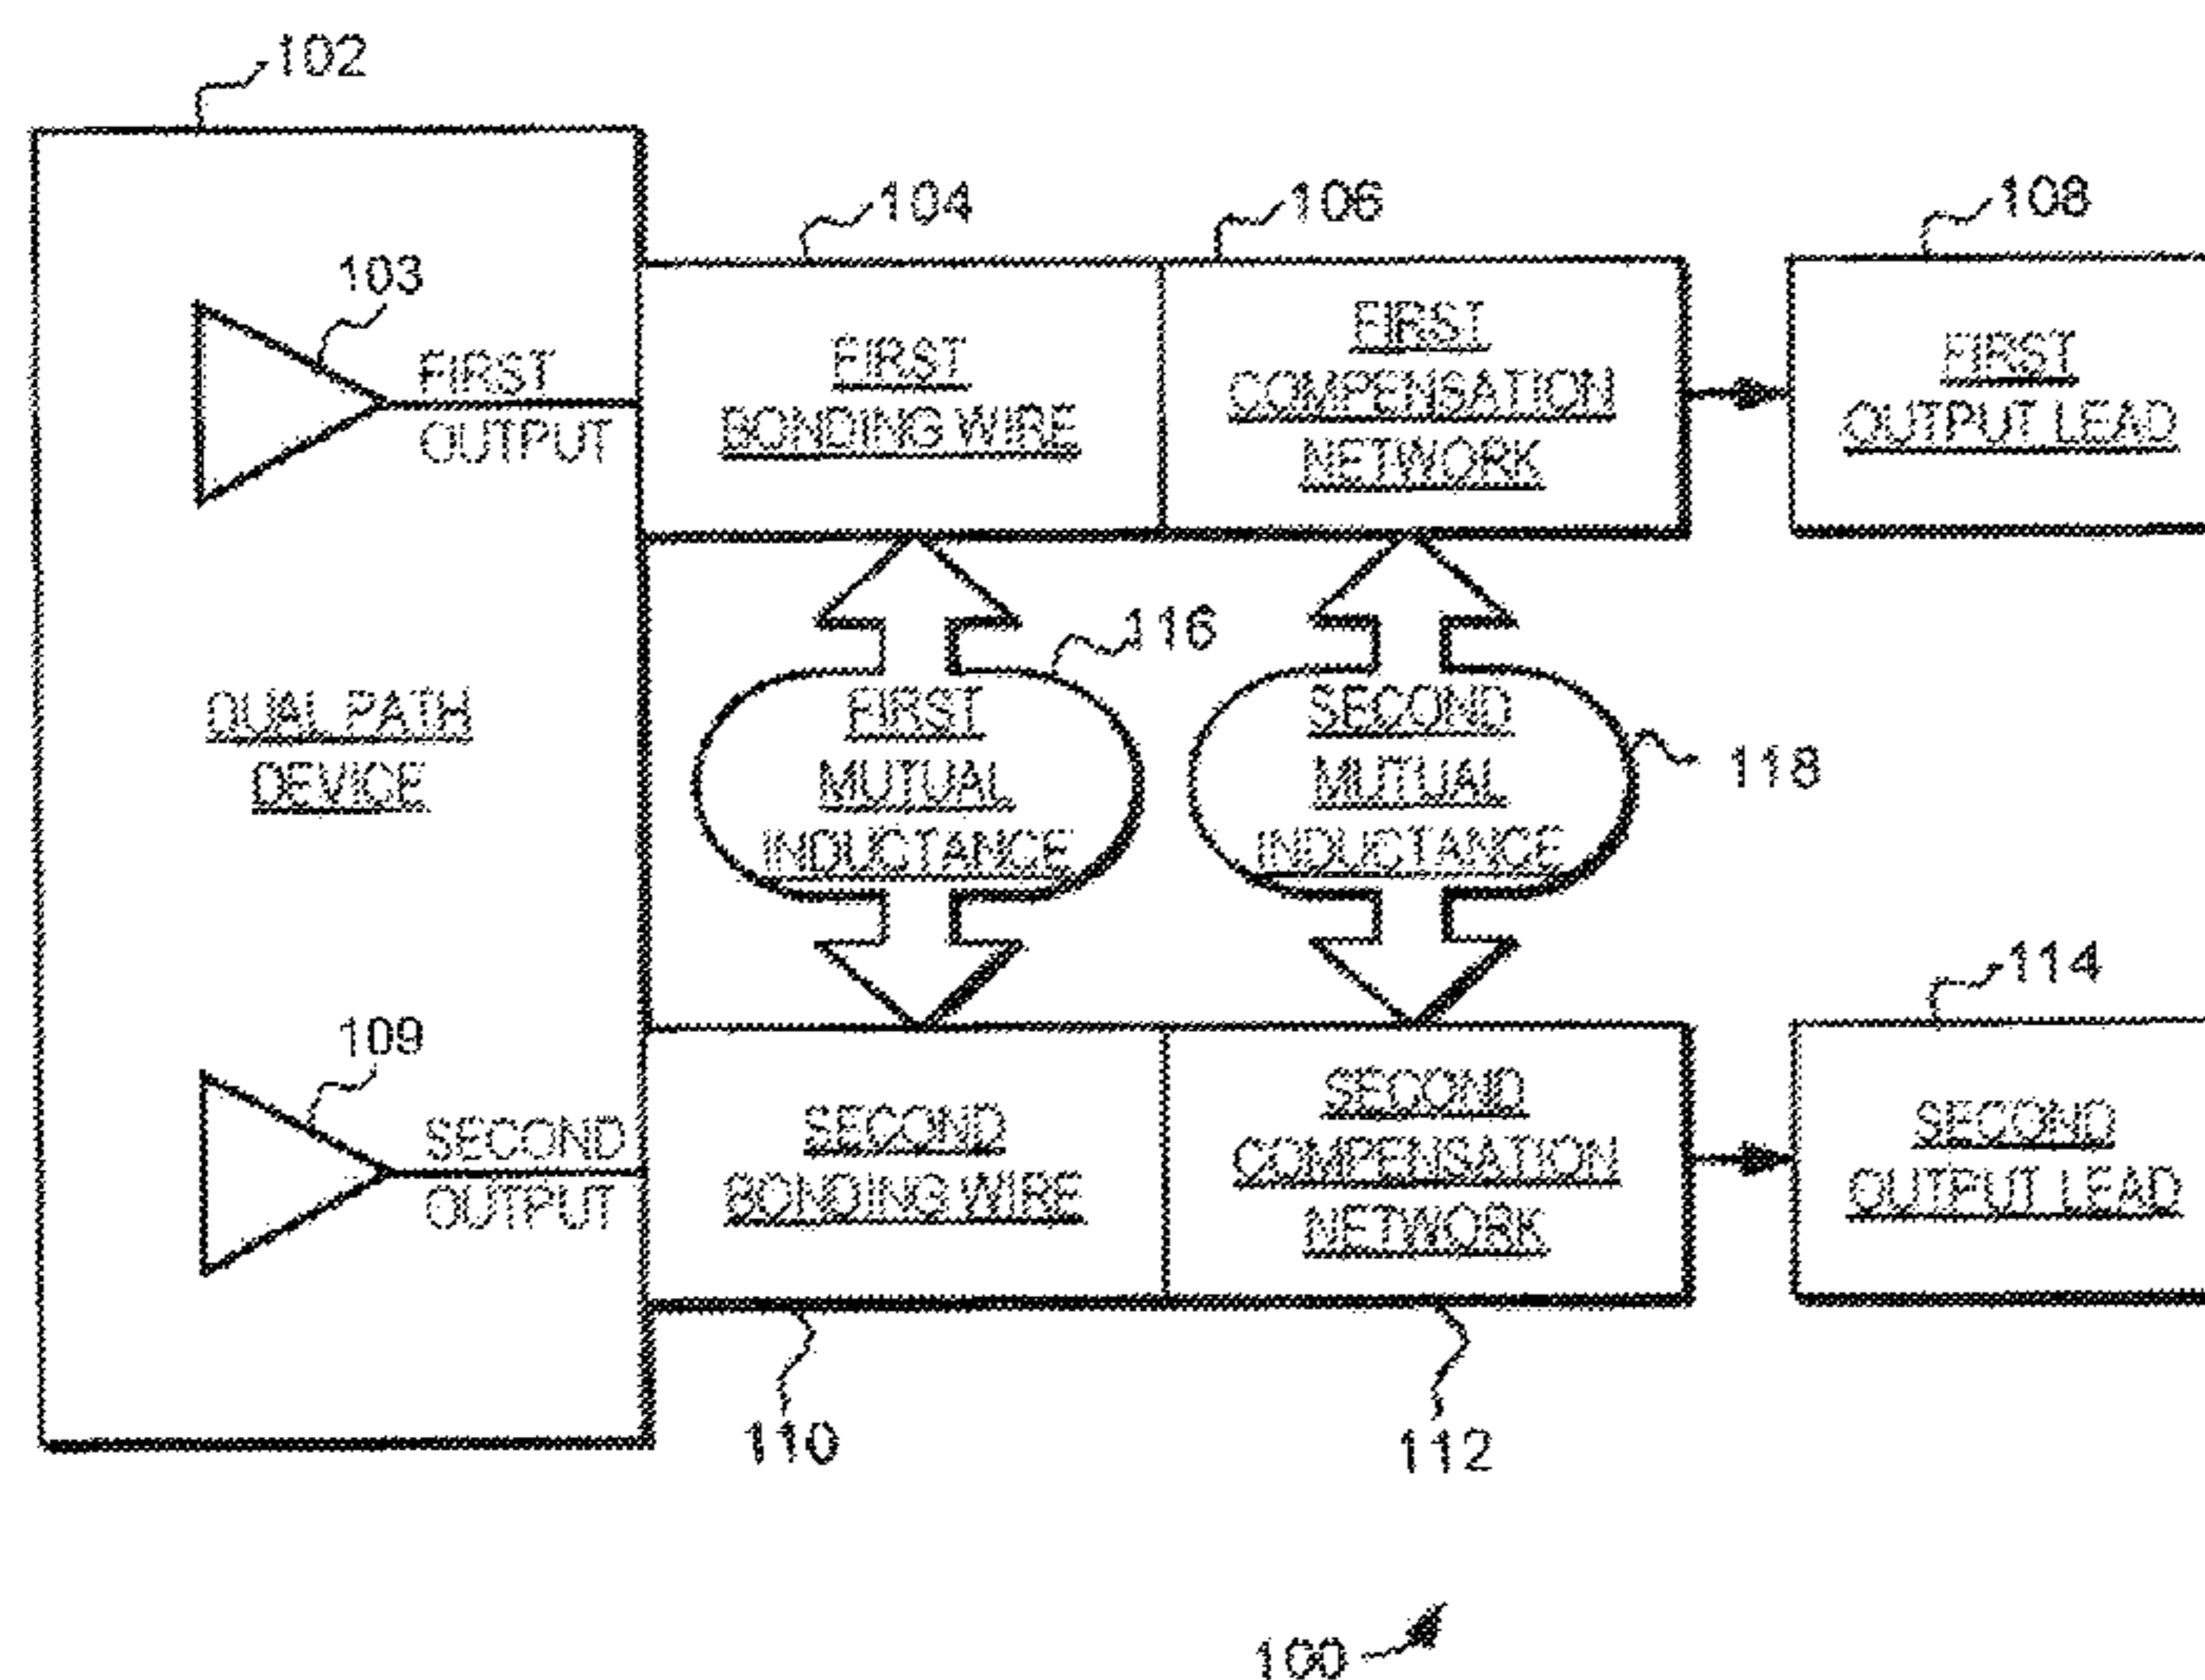 102
104
106
108
103
FIRST
OUTPUT
FIRST
BONDING WIRE
FIRST
COMPENSATION
NETWORK
FIRST
OUTPUT LEAD
116
118
DUAL PATH
DEVICE
FIRST
MUTUAL
INDUCTANCE
SECOND
MUTUAL
INDUCTANCE
114
109
SECOND
OUTPUT
SECOND
BONDING WIRE
SECOND
COMPENSATION
NETWORK
SECOND
OUTPUT LEAD
110
112
100